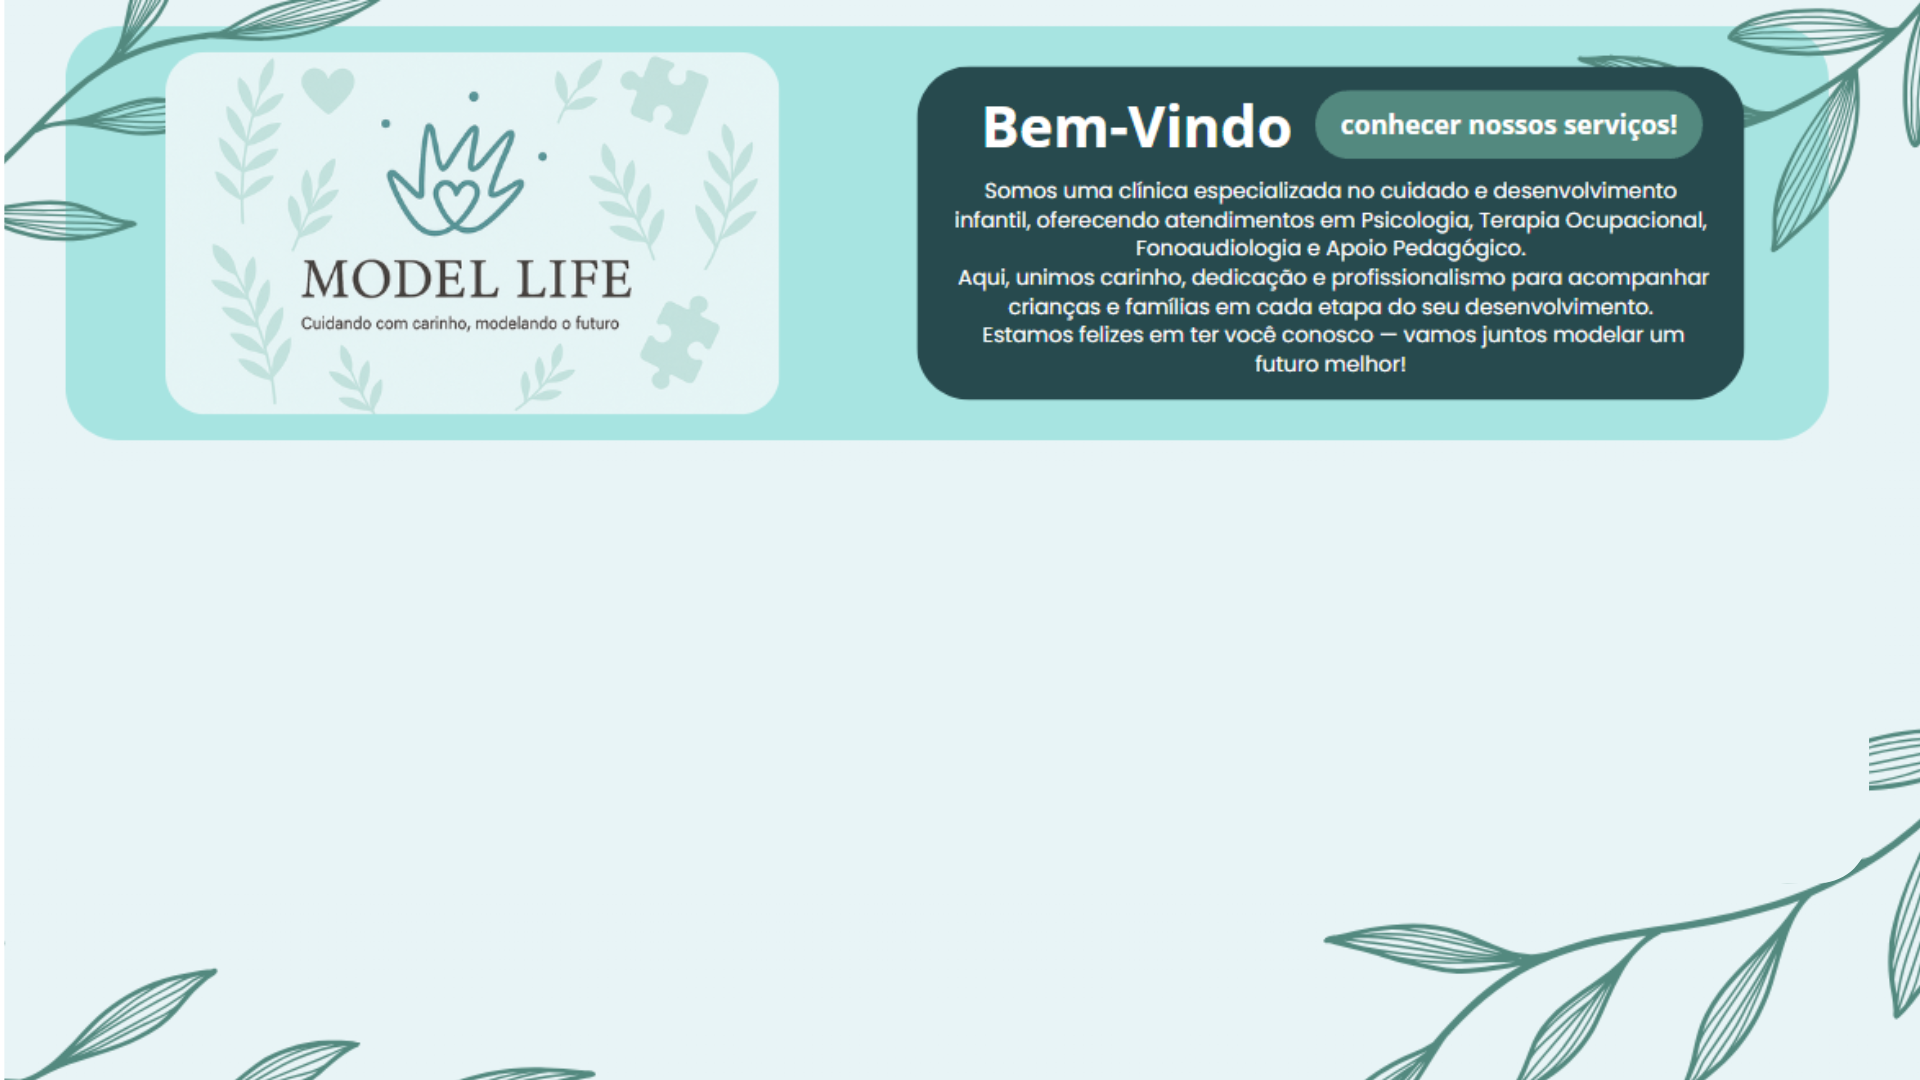 MODEL LIFE
Cuidando com carinho, modelando o futuro
Bem-Vindo
conhecer nossos serviços!
Somos uma clínica especializada no cuidado e desenvolvimento
infantil, oferecendo atendimentos em Psicologia, Terapia Ocupacional,
Fonoaudiologia e Apoio Pedagógico.
Aqui, unimos carinho, dedicação e profissionalismo para acompanhar
crianças e famílias em cada etapa do seu desenvolvimento.
Estamos felizes em ter você conosco — vamos juntos modelar um
futuro melhor!